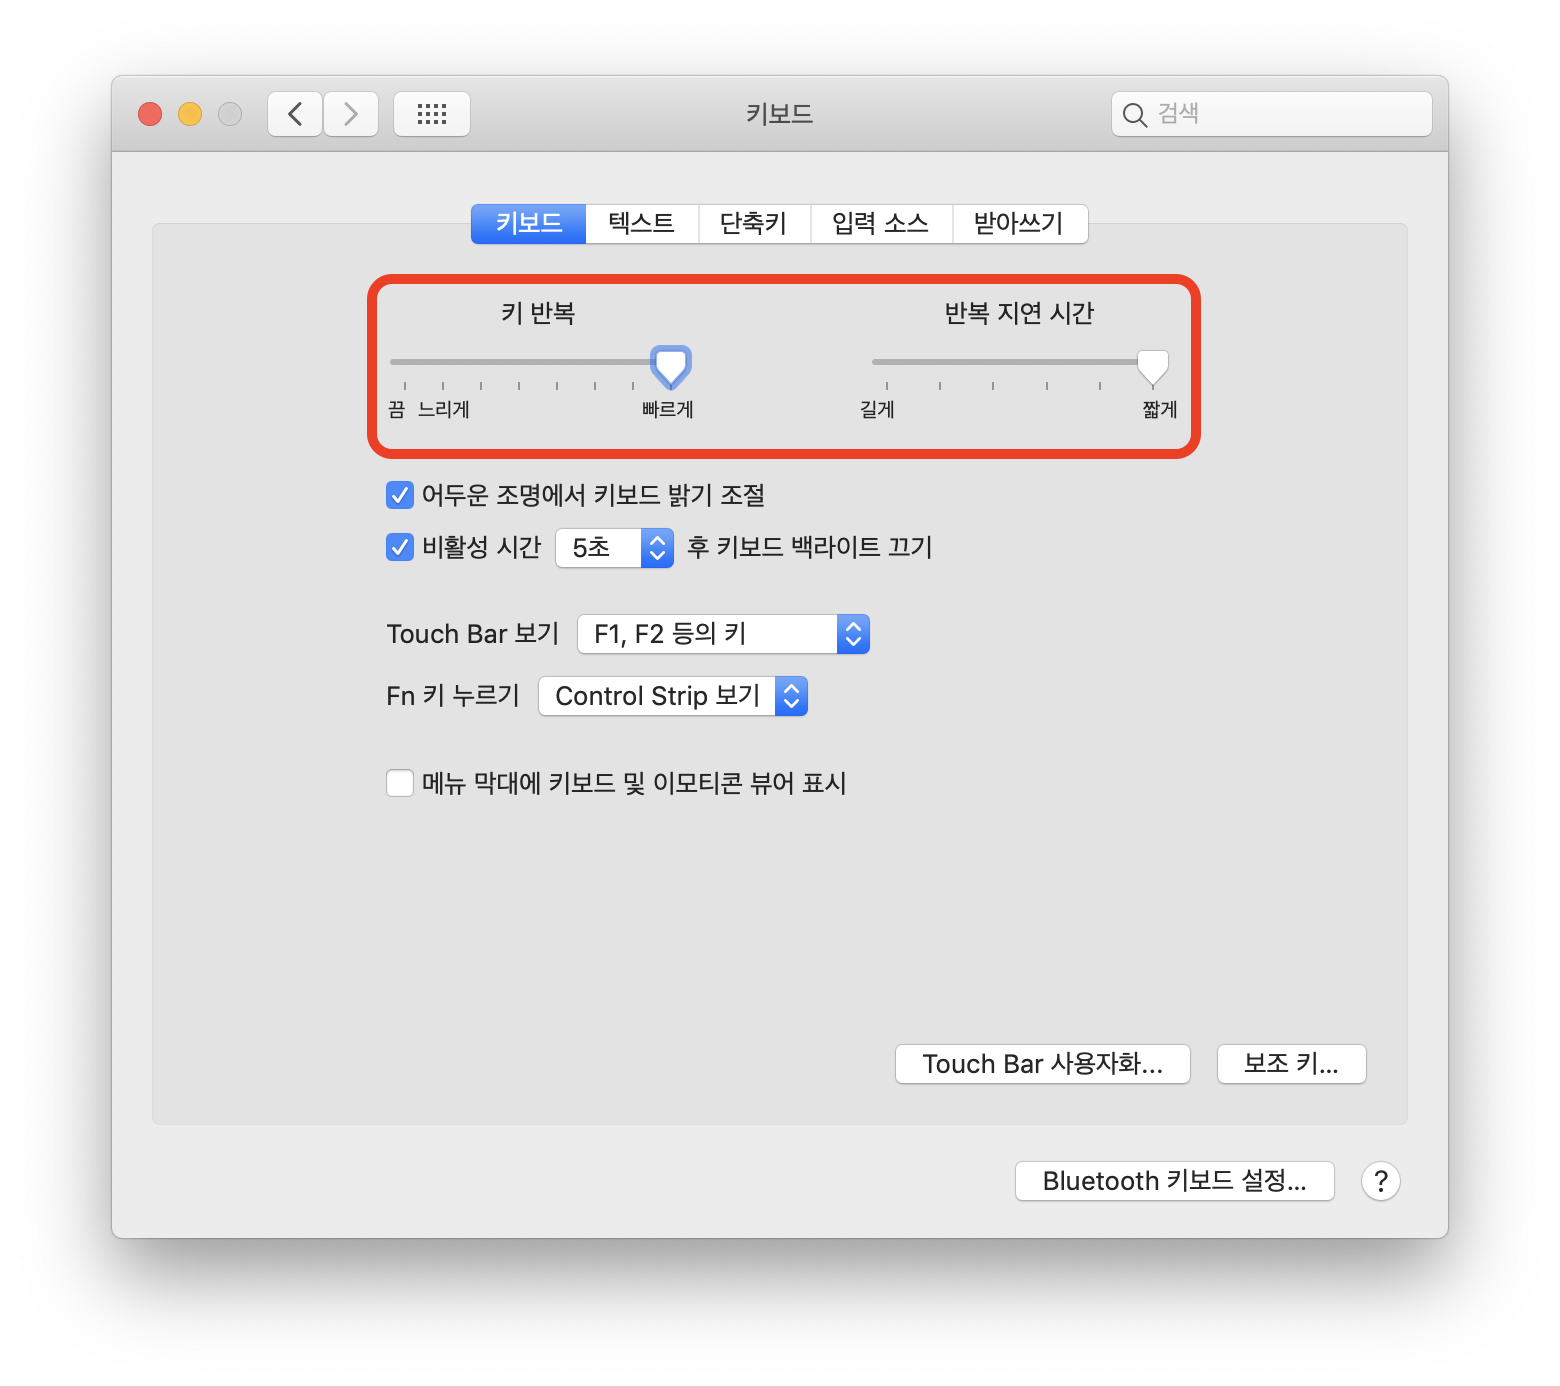 키보드
검색
키보드 텍스트 단축키 입력 소스 받아쓰기
키 반복 반복 지연 시간
끔 느리게 빠르게 길게 짧게
어두운 조명에서 키보드 밝기 조절
비활성 시간 5초 후 키보드 백라이트 끄기
Touch Bar 보기 F1, F2 등의 키
Fn 키 누르기 Control Strip 보기
메뉴 막대에 키보드 및 이모티콘 뷰어 표시
Touch Bar 사용자화... 보조 키...
Bluetooth 키보드 설정... ?